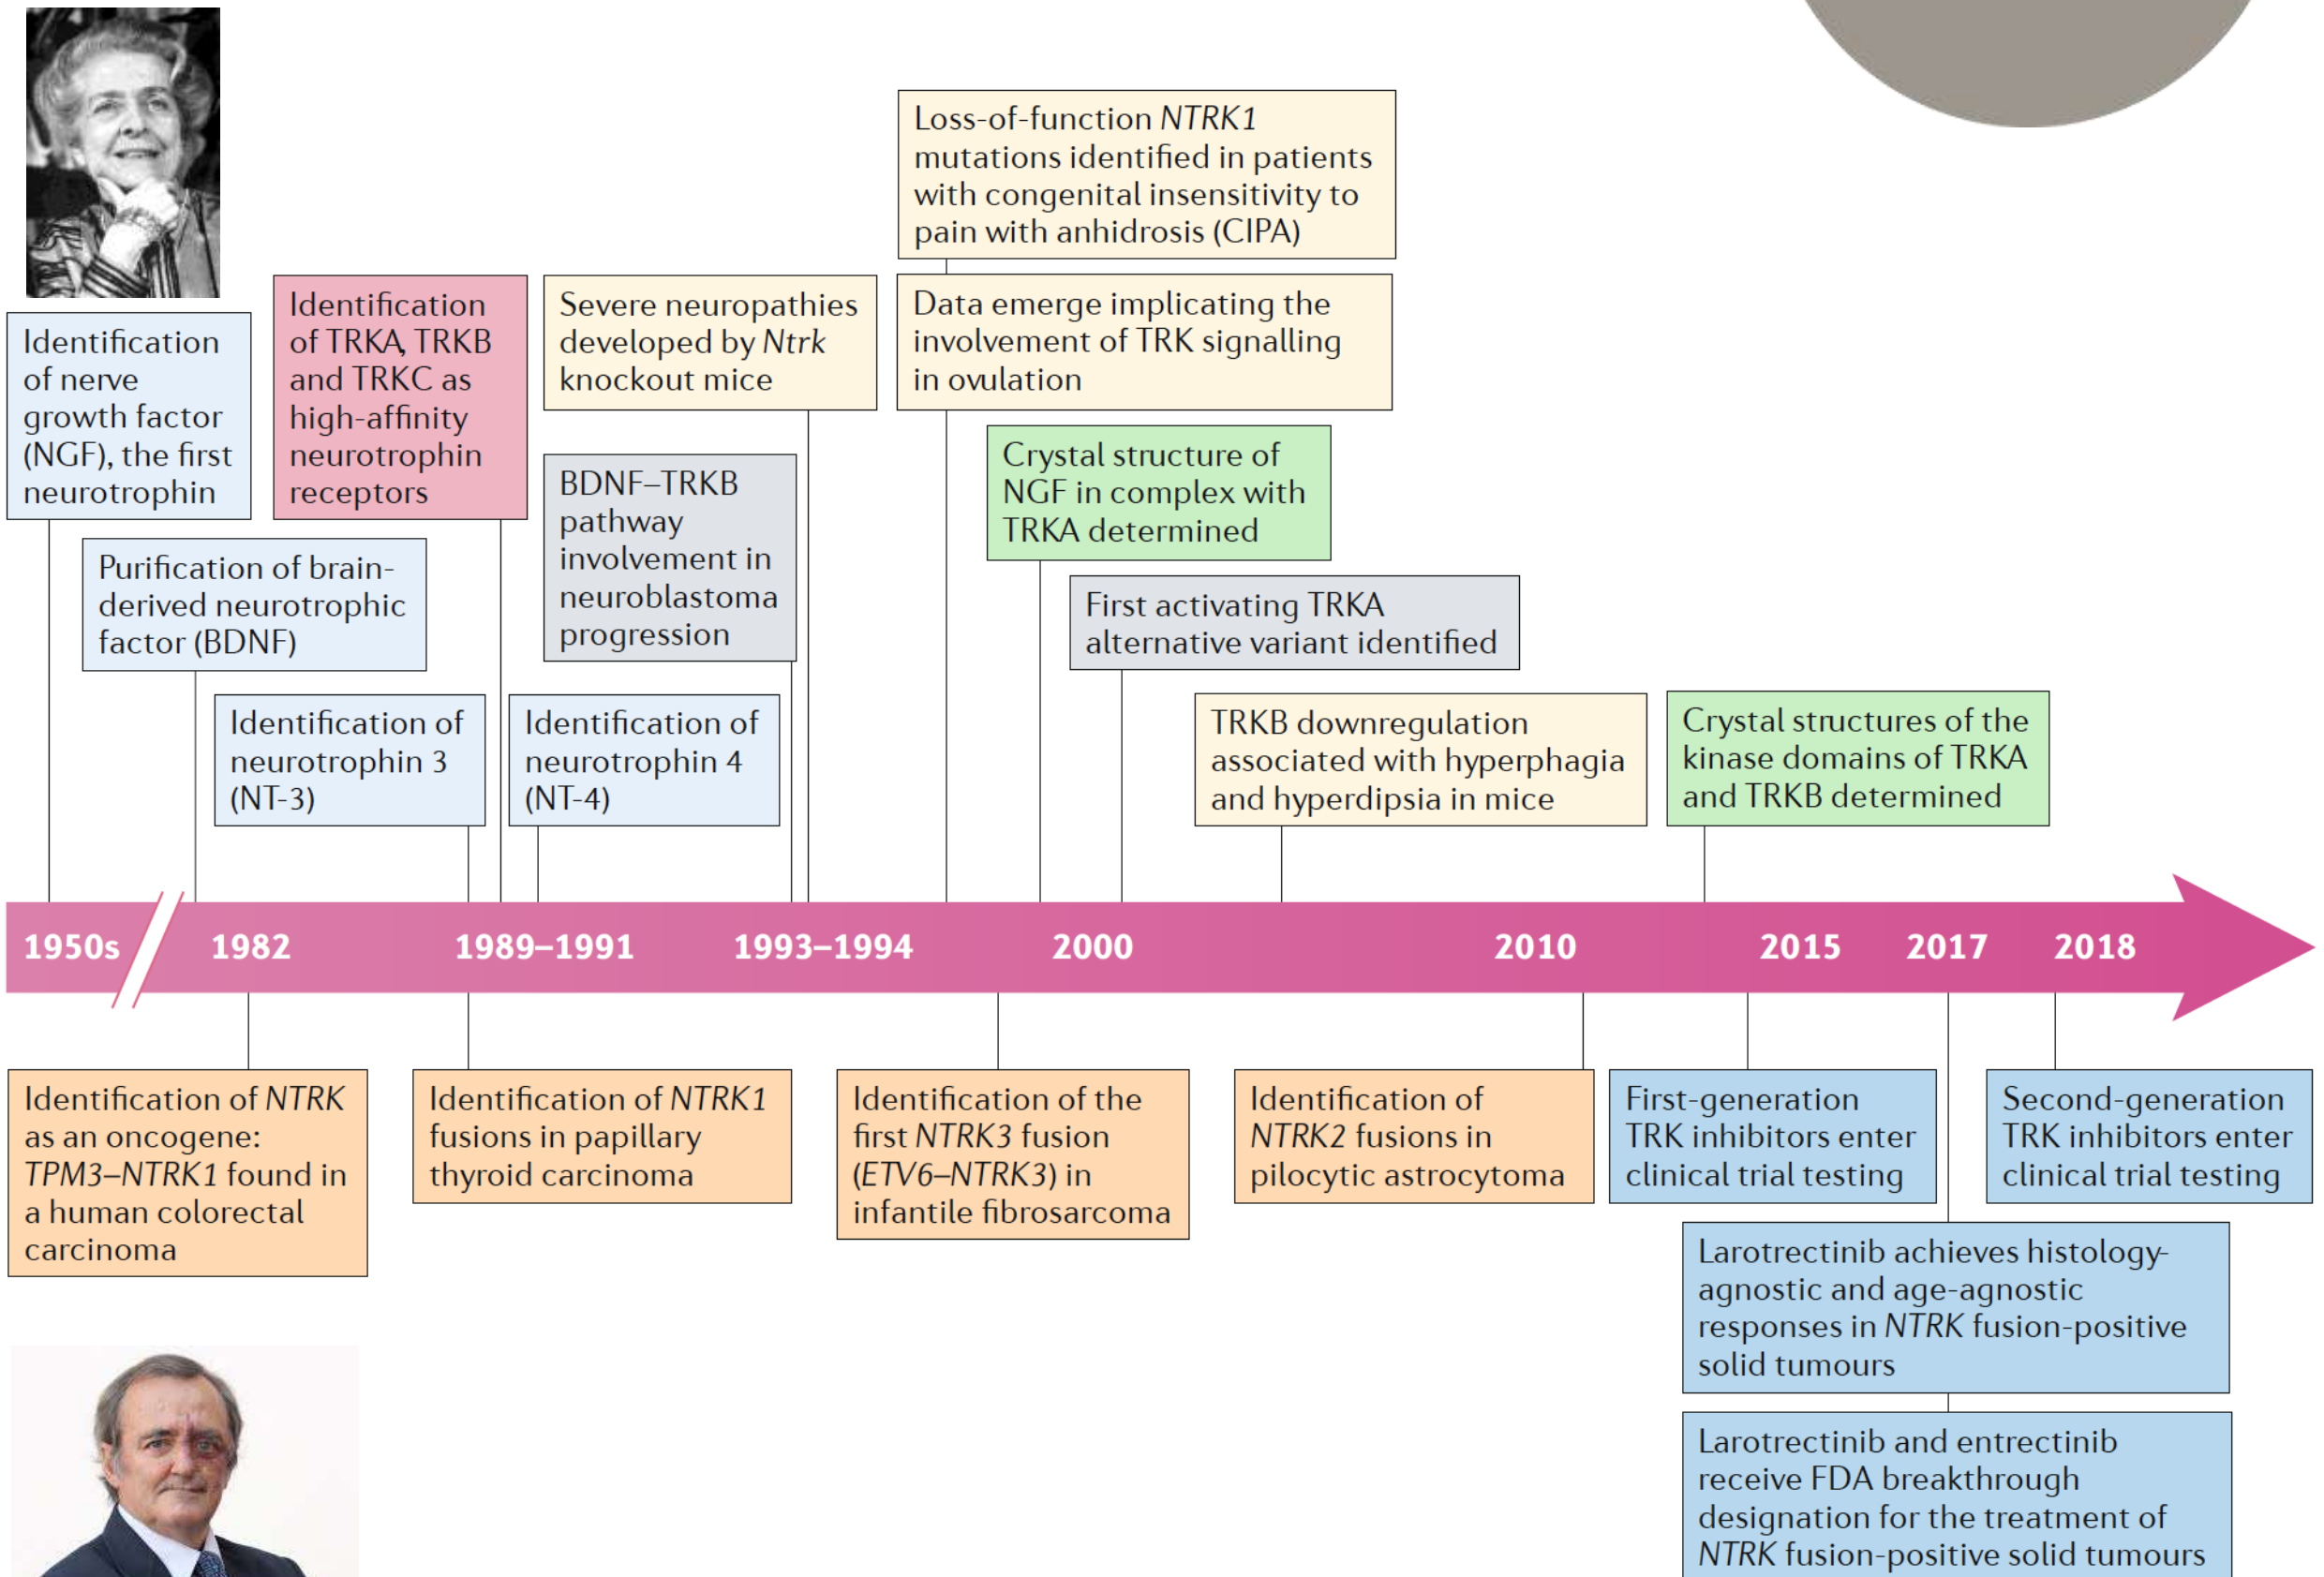 Loss-of-function NTRK1
mutations identified in patients
with congenital insensitivity to
pain with anhidrosis (CIPA)
Identification
of nerve
growth factor
(NGF), the first
neurotrophin
Identification
of TRKA, TRKB
and TRKC as
high-affinity
neurotrophin
receptors
Severe neuropathies
developed by Ntrk
knockout mice
Data emerge implicating the
involvement of TRK signalling
in ovulation
Purification of brain-
derived neurotrophic
factor (BDNF)
BDNF–TRKB
pathway
involvement in
neuroblastoma
progression
Crystal structure of
NGF in complex with
TRKA determined
First activating TRKA
alternative variant identified
Identification of
neurotrophin 3
(NT-3)
Identification of
neurotrophin 4
(NT-4)
TRKB downregulation
associated with hyperphagia
and hyperdipsia in mice
Crystal structures of the
kinase domains of TRKA
and TRKB determined
1950s 1982 1989–1991 1993–1994 2000 2010 2015 2017 2018
Identification of NTRK
as an oncogene:
TPM3–NTRK1 found in
a human colorectal
carcinoma
Identification of NTRK1
fusions in papillary
thyroid carcinoma
Identification of the
first NTRK3 fusion
(ETV6–NTRK3) in
infantile fibrosarcoma
Identification of
NTRK2 fusions in
pilocytic astrocytoma
First-generation
TRK inhibitors enter
clinical trial testing
Second-generation
TRK inhibitors enter
clinical trial testing
Larotrectinib achieves histology-
agnostic and age-agnostic
responses in NTRK fusion-positive
solid tumours
Larotrectinib and entrectinib
receive FDA breakthrough
designation for the treatment of
NTRK fusion-positive solid tumours